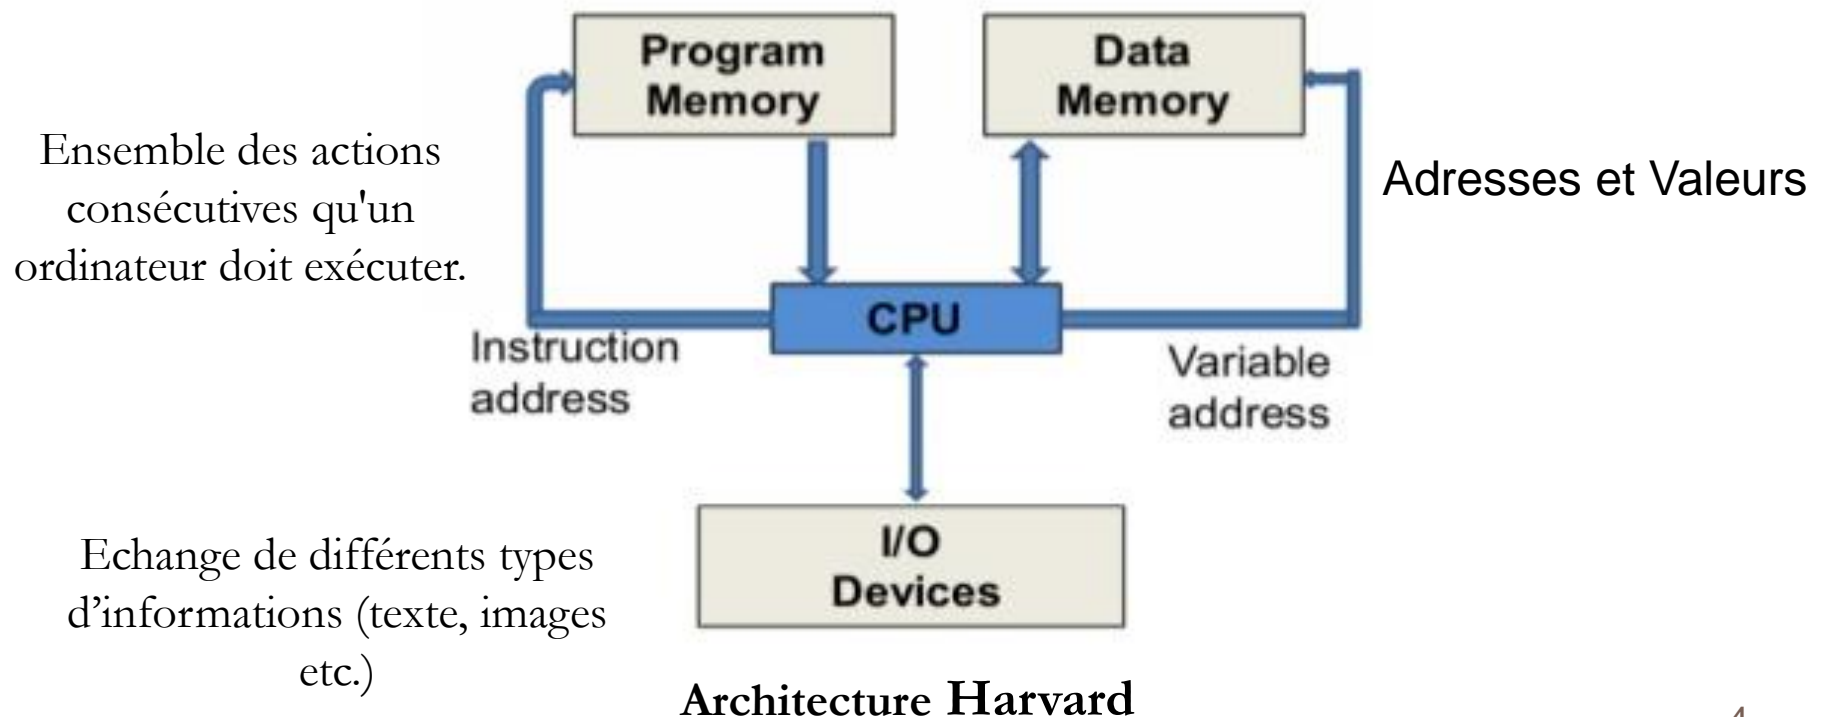 Program
Memory
Data
Memory
Ensemble des actions
consécutives qu'un
ordinateur doit exécuter.
Adresses et Valeurs
CPU
Instruction
address
Variable
address
Echange de différents types
d’informations (texte, images
etc.)
I/O
Devices
Architecture Harvard
4